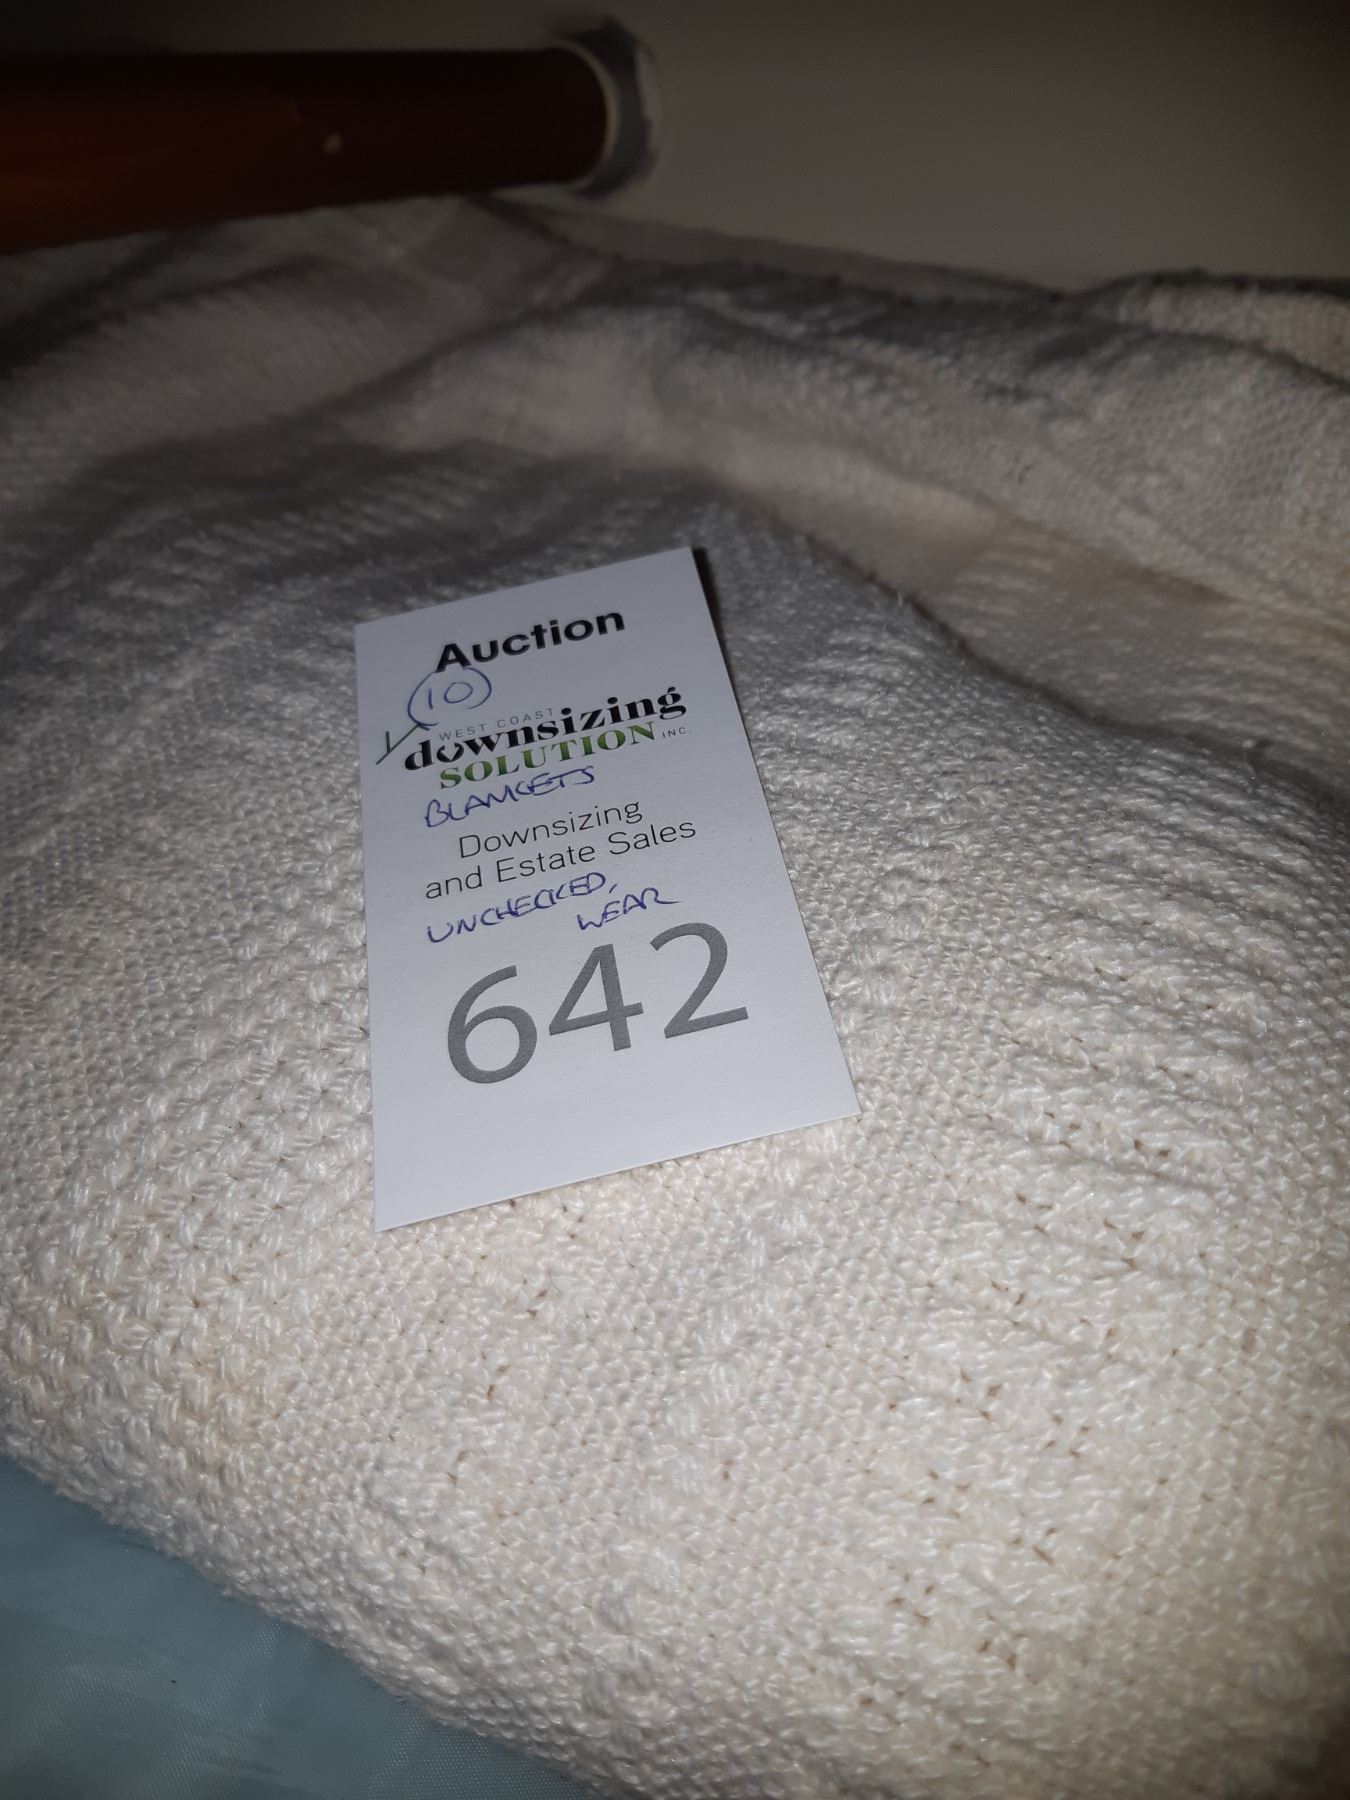 Auction
10
WEST COAST
downsizing
SOLUTION INC.
BLANKETS
Downsizing
and Estate Sales
UNCHECKED,
WEAR
642